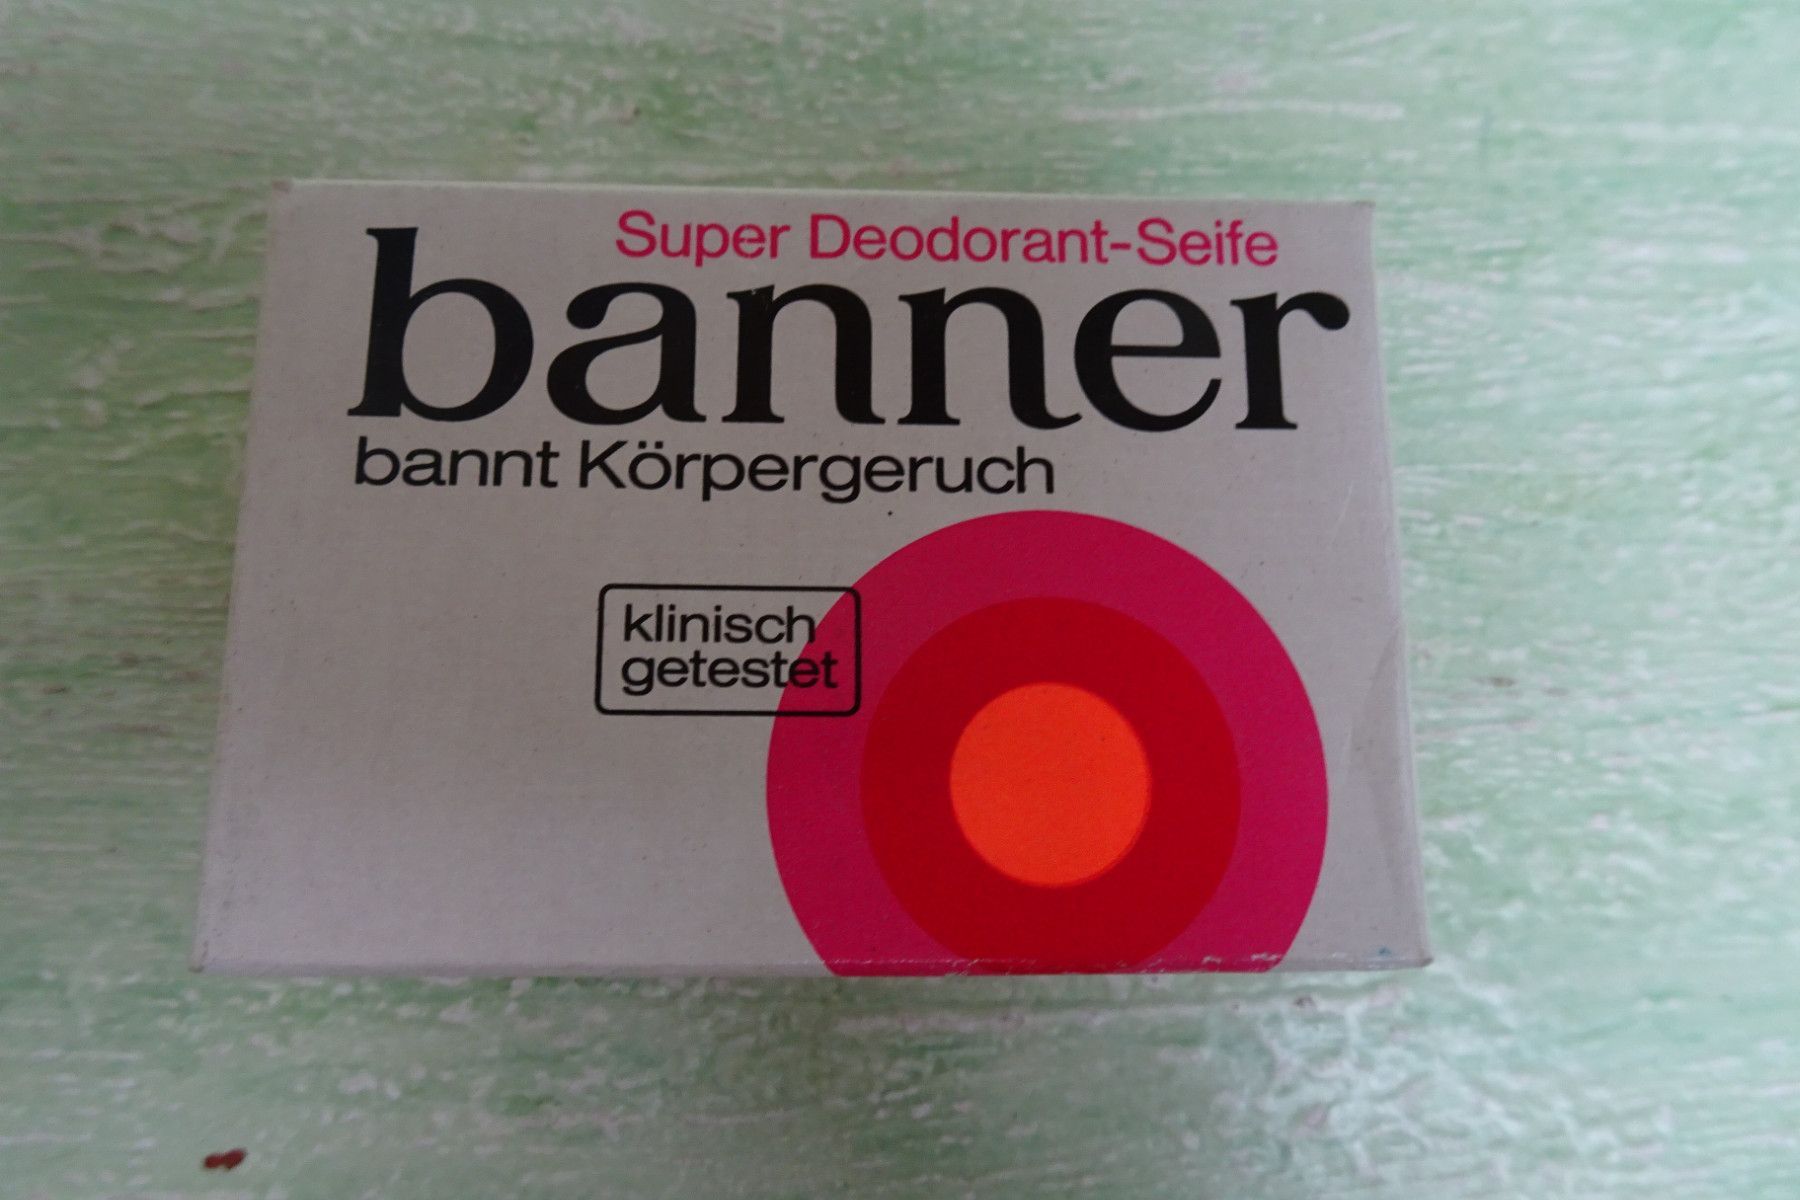 Super Deodorant-Seife
banner
bannt Körpergeruch
klinisch
getestet